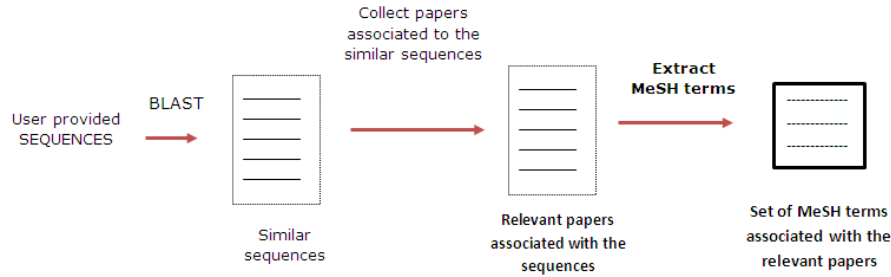 User provided
SEQUENCES
BLAST
Similar
sequences
Collect papers
associated to the
similar sequences
Relevant papers
associated with the
sequences
Extract
MeSH terms
Set of MeSH terms
associated with the
relevant papers